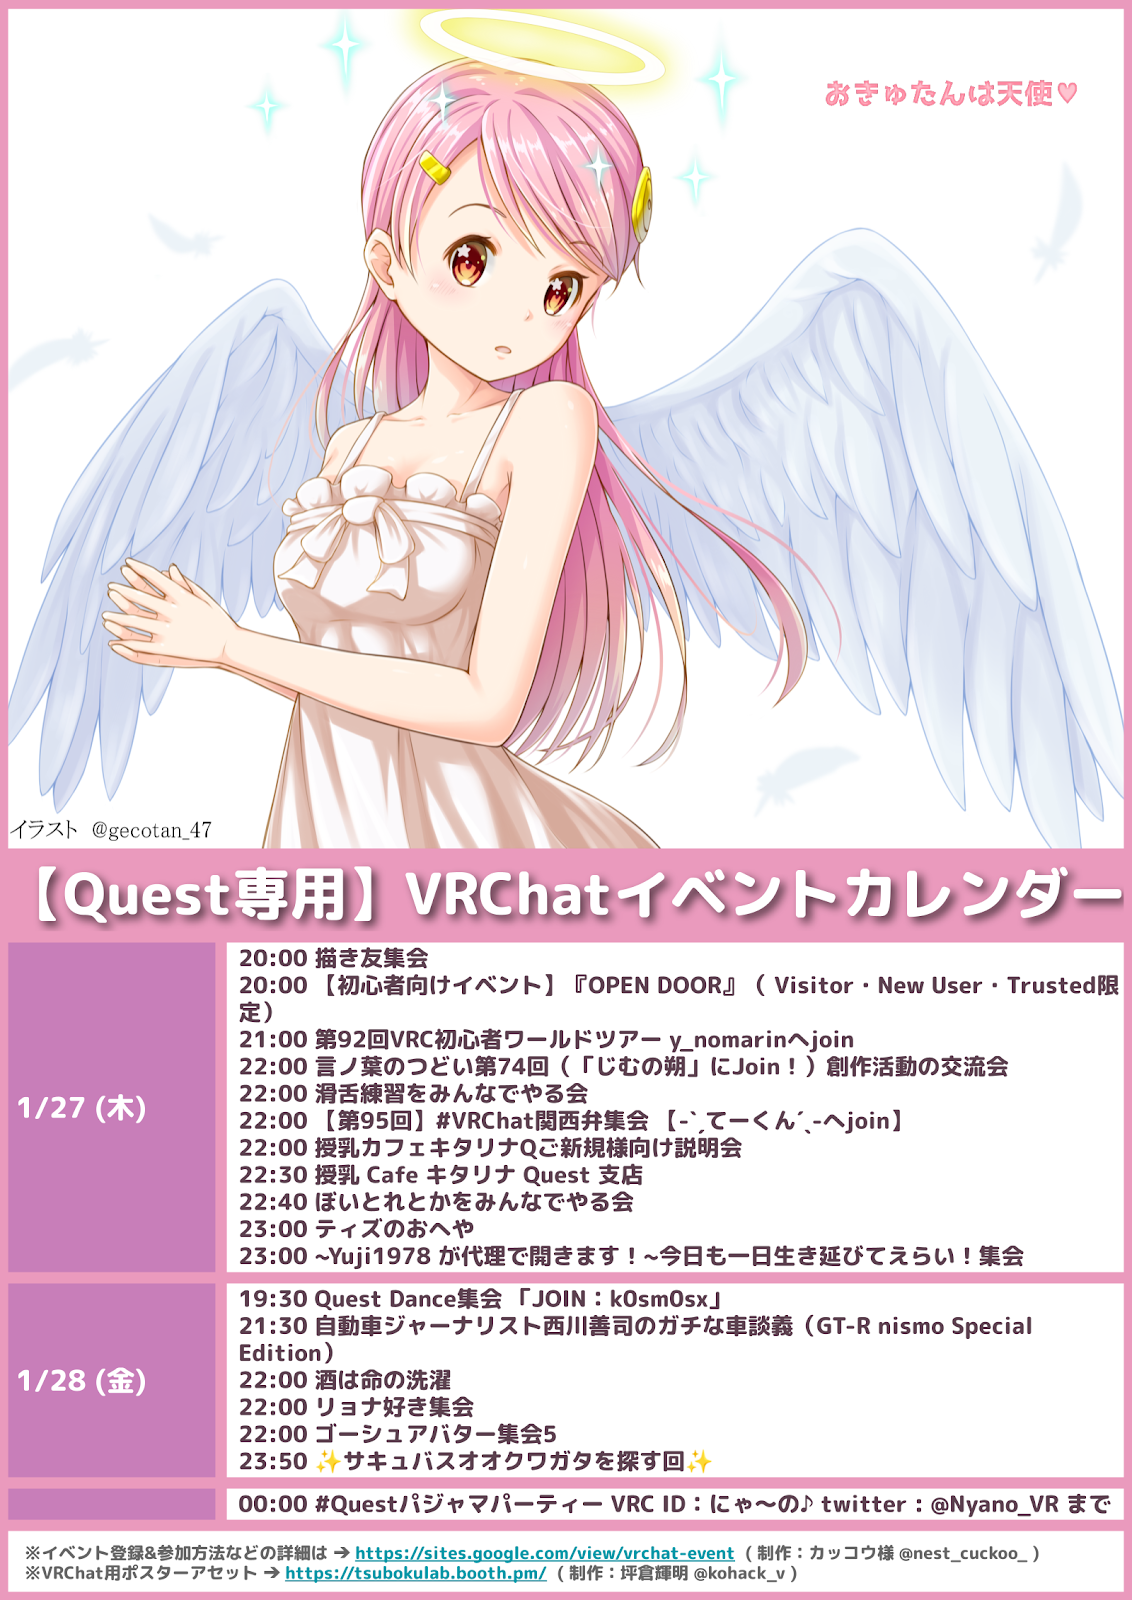 おきゅたんは天使♥
イラスト @gecotan_47
【Quest専用】VRChatイベントカレンダー
1/27 (木)
20:00 描き友集会
20:00 【初心者向けイベント】『OPEN DOOR』（ Visitor・New User・Trusted限
定）
21:00 第92回VRC初心者ワールドツアー y_nomarinへjoin
22:00 言ノ葉のつどい第74回（「じむの朔」にJoin！）創作活動の交流会
22:00 滑舌練習をみんなでやる会
22:00 【第95回】#VRChat関西弁集会 【-`ˏてーくん´ˎ-へjoin】
22:00 授乳カフェキタリナQご新規様向け説明会
22:30 授乳 Cafe キタリナ Quest 支店
22:40 ぼいとれとかをみんなでやる会
23:00 ティズのおへや
23:00 ~Yuji1978 が代理で開きます！~今日も一日生き延びてえらい！集会
1/28 (金)
19:30 Quest Dance集会 「JOIN：k0sm0sx」
21:30 自動車ジャーナリスト西川善司のガチな車談義（GT-R nismo Special
Edition）
22:00 酒は命の洗濯
22:00 リョナ好き集会
22:00 ゴーシュアバター集会5
23:50 ✨サキュバスオオクワガタを探す回✨
00:00 #Questパジャマパーティー VRC ID：にゃ〜の♪ twitter : @Nyano_VR まで
※イベント登録&参加方法などの詳細は ➔ https://sites.google.com/view/vrchat-event （ 制作：カッコウ様 @nest_cuckoo_ ）
※VRChat用ポスターアセット ➔ https://tsubokulab.booth.pm/ （ 制作：坪倉輝明 @kohack_v ）